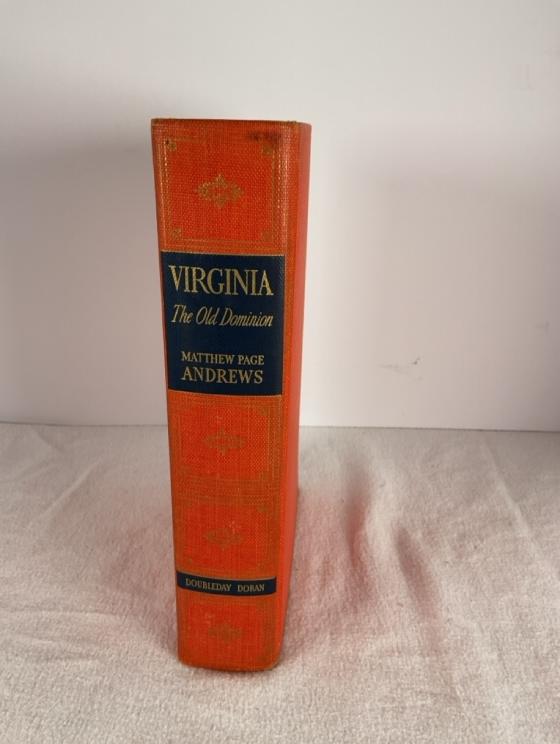 VIRGINIA
The Old Dominion
MATTHEW PAGE
ANDREWS
DOUBLEDAY DORAN